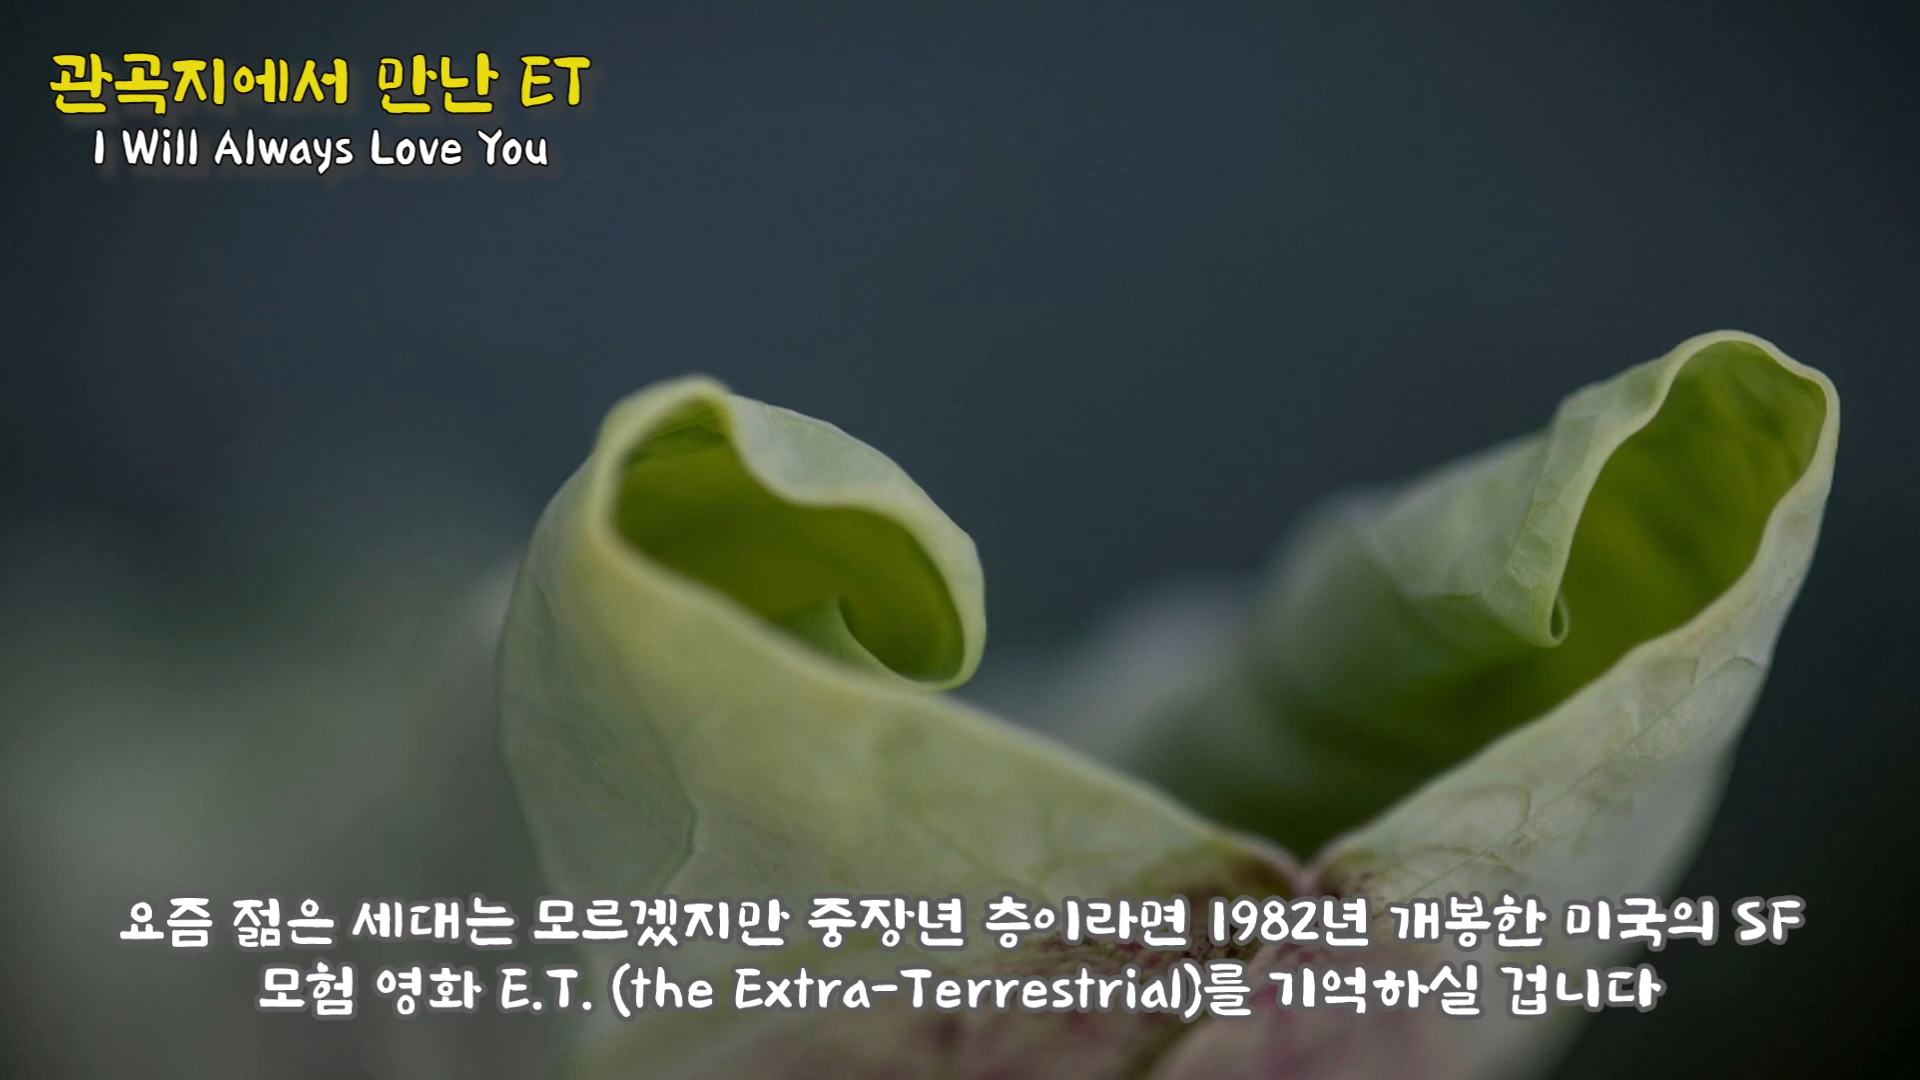 관곡지에서 만난 ET
I Will Always Love You
요즘 젊은 세대는 모르겠지만 중장년 층이라면 1982년 개봉한 미국의 SF
모험 영화 E.T. (the Extra-Terrestrial)를 기억하실 겁니다